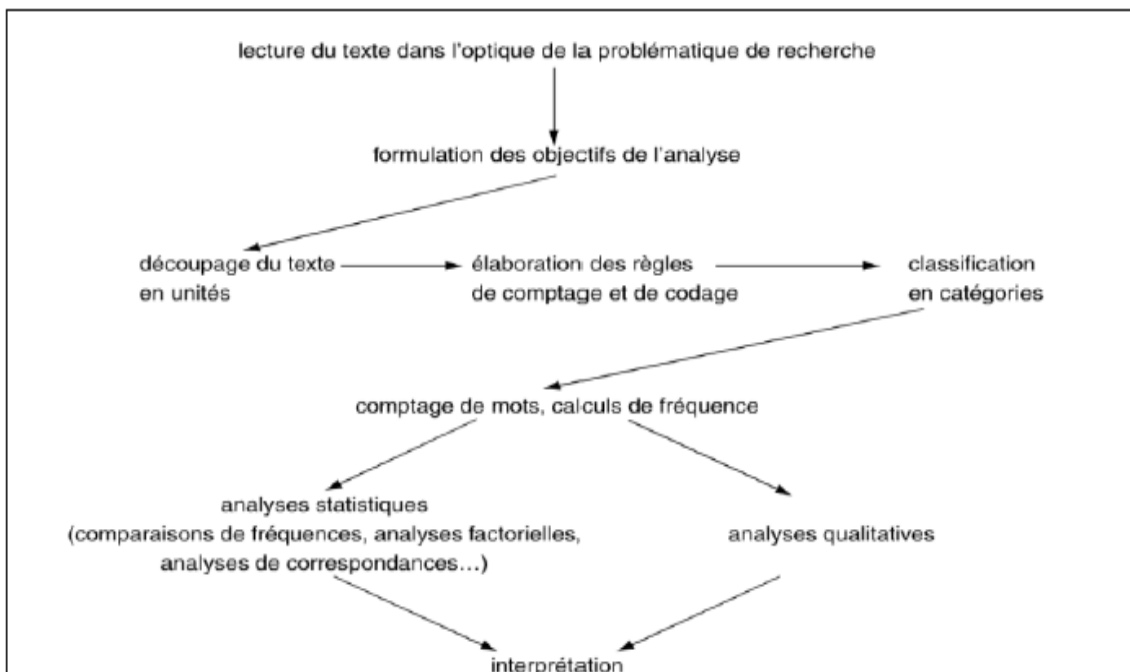 lecture du texte dans l'optique de la problématique de recherche
formulation des objectifs de l'analyse
découpage du texte
en unités
élaboration des règles
de comptage et de codage
classification
en catégories
comptage de mots, calculs de fréquence
analyses statistiques
(comparaisons de fréquences, analyses factorielles,
analyses de correspondances…)
analyses qualitatives
interprétation